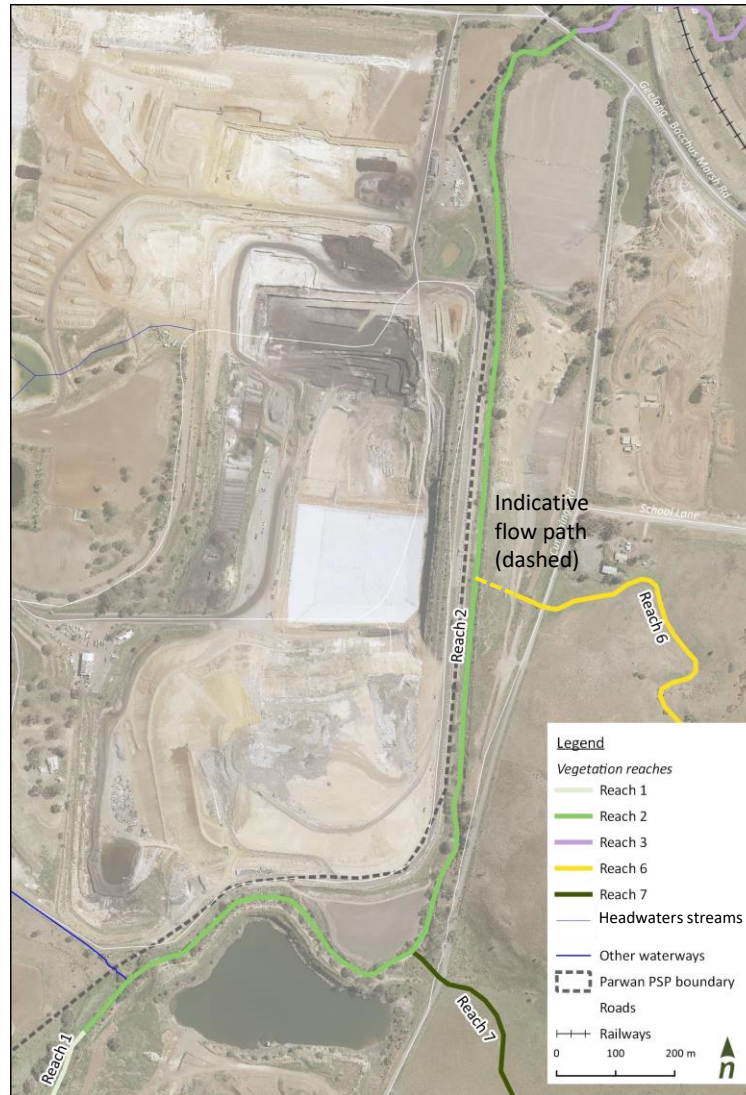 Geelong - Bacchus Marsh Rd
School Lane
Indicative
flow path
(dashed)
Reach 2
Reach 6
Reach 7
Reach 1
Legend
Vegetation reaches
Reach 1
Reach 2
Reach 3
Reach 6
Reach 7
Headwaters streams
Other waterways
Parwan PSP boundary
Roads
Railways
0 100 200 m
n